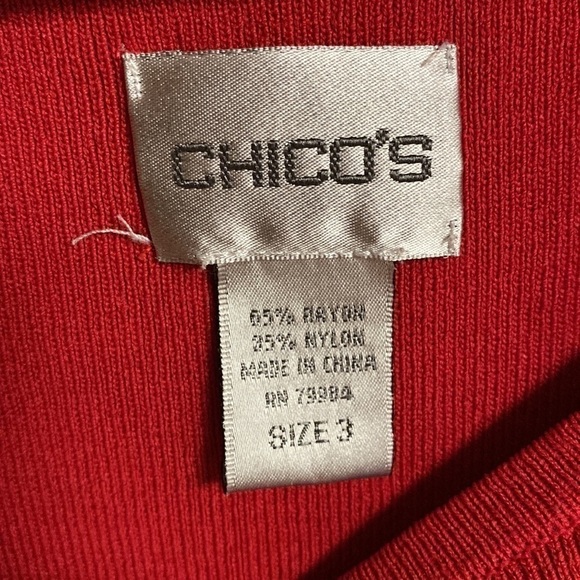 CHICO'S
65% RAYON
35% NYLON
MADE IN CHINA
RN 79984
SIZE 3